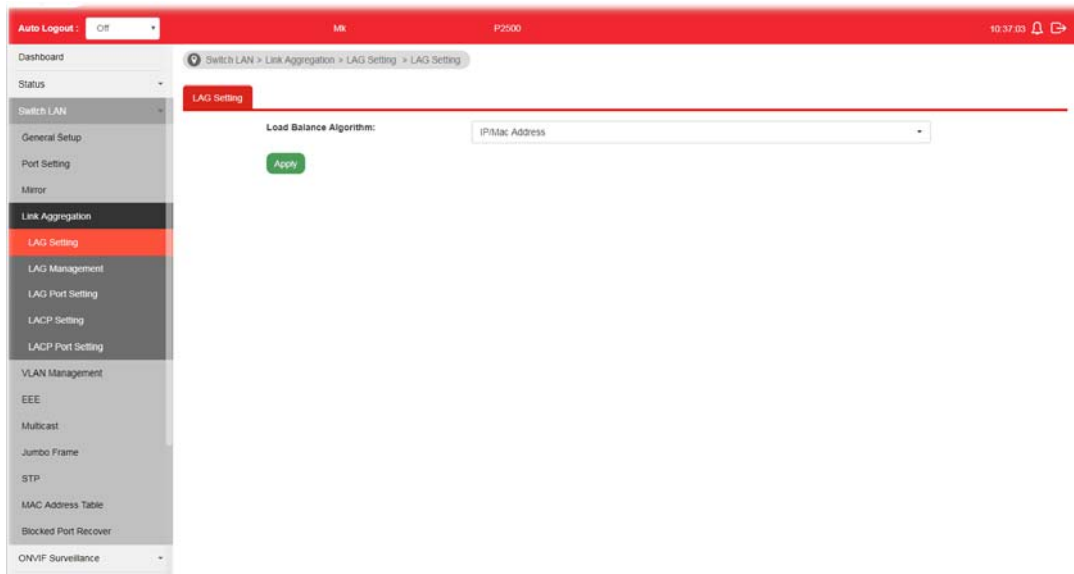 Auto Logout : Off Mk P2500 10:37:03
Dashboard
Switch LAN > Link Aggregation > LAG Setting > LAG Setting
Status
LAG Setting
Switch LAN
Load Balance Algorithm: IP/Mac Address
General Setup
Port Setting
Apply
Mirror
Link Aggregation
LAG Setting
LAG Management
LAG Port Setting
LACP Setting
LACP Port Setting
VLAN Management
EEE
Multicast
Jumbo Frame
STP
MAC Address Table
Blocked Port Recover
ONVIF Surveillance